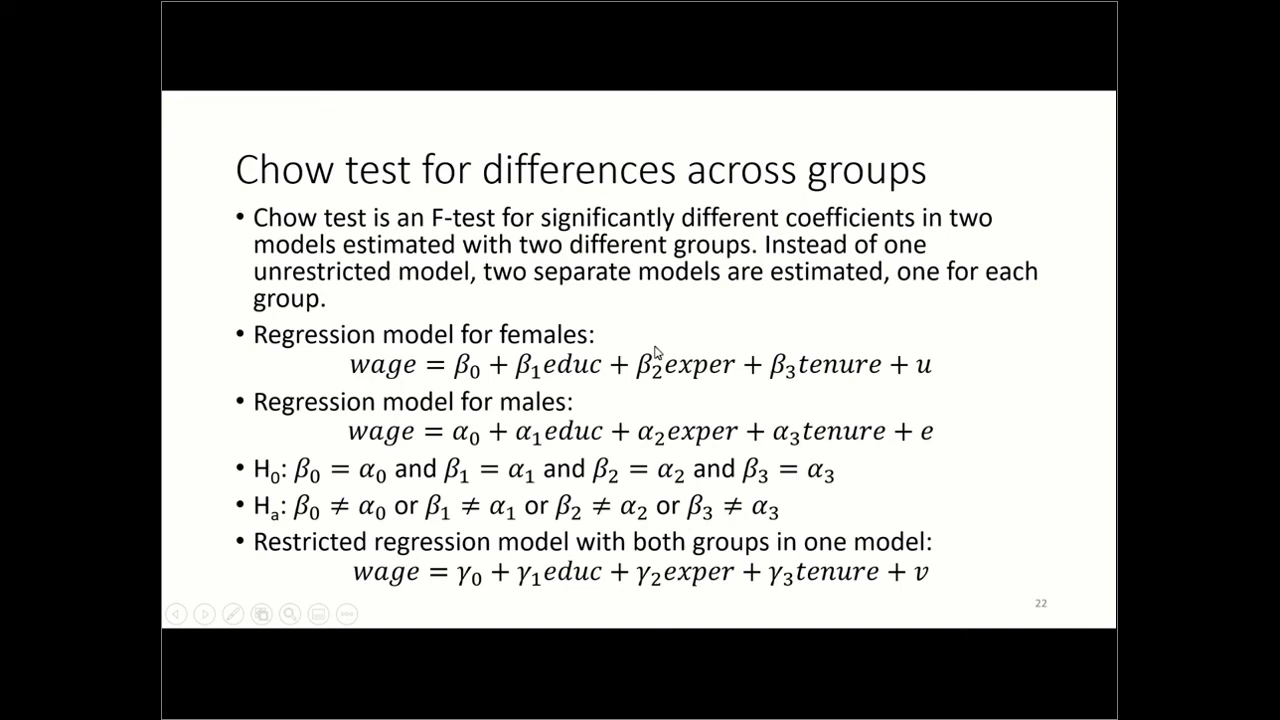 Chow test for differences across groups
• Chow test is an F-test for significantly different coefficients in two
models estimated with two different groups. Instead of one
unrestricted model, two separate models are estimated, one for each
group.
• Regression model for females:
wage = β₀ + β₁educ + β₂exper + β₃tenure + u
• Regression model for males:
wage = α₀ + α₁educ + α₂exper + α₃tenure + e
• H₀: β₀ = α₀ and β₁ = α₁ and β₂ = α₂ and β₃ = α₃
• Hₐ: β₀ ≠ α₀ or β₁ ≠ α₁ or β₂ ≠ α₂ or β₃ ≠ α₃
• Restricted regression model with both groups in one model:
wage = γ₀ + γ₁educ + γ₂exper + γ₃tenure + v
22